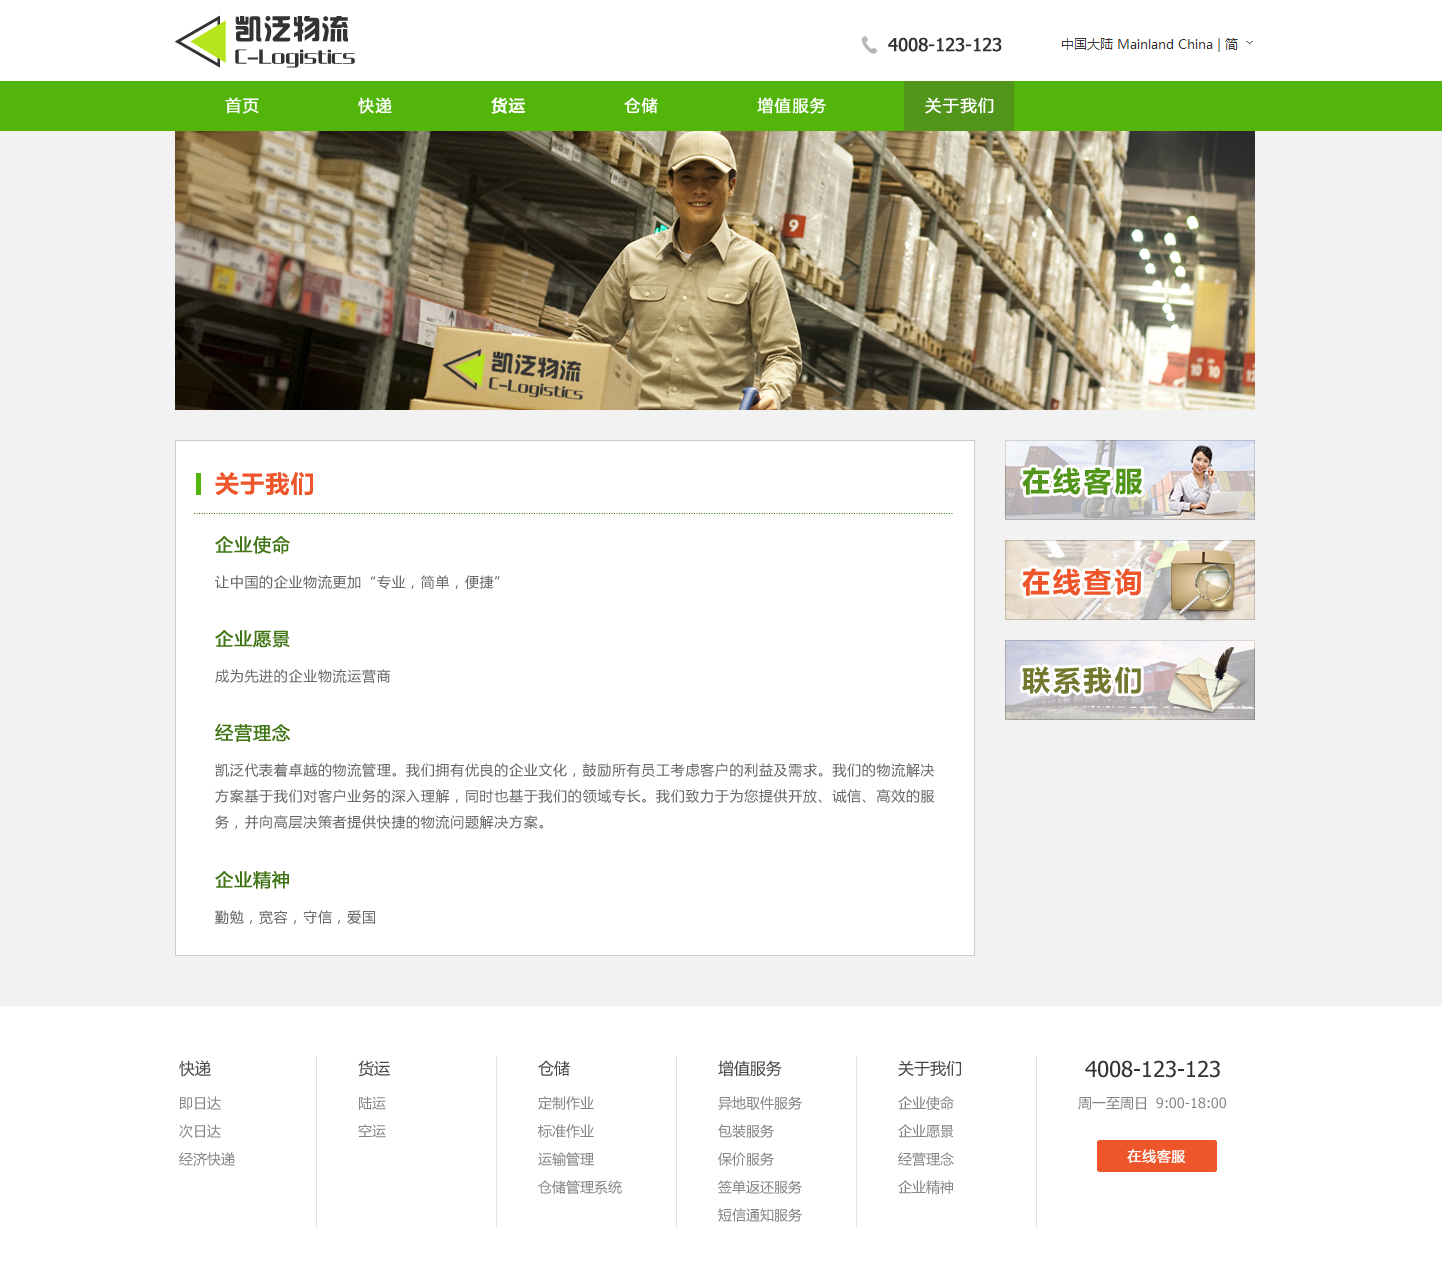 凯泛物流
C-Logistics
4008-123-123
中国大陆 Mainland China | 简
首页 快递 货运 仓储 增值服务 关于我们
9
凯泛物流
C-Logistics
10 10
关于我们
企业使命
让中国的企业物流更加“专业，简单，便捷”
企业愿景
成为先进的企业物流运营商
经营理念
凯泛代表着卓越的物流管理。我们拥有优良的企业文化，鼓励所有员工考虑客户的利益及需求。我们的物流解决
方案基于我们对客户业务的深入理解，同时也基于我们的领域专长。我们致力于为您提供开放、诚信、高效的服
务，并向高层决策者提供快捷的物流问题解决方案。
企业精神
勤勉，宽容，守信，爱国
在线客服
在线查询
联系我们
快递
即日达
次日达
经济快递
货运
陆运
空运
仓储
定制作业
标准作业
运输管理
仓储管理系统
增值服务
异地取件服务
包装服务
保价服务
签单返还服务
短信通知服务
关于我们
企业使命
企业愿景
经营理念
企业精神
4008-123-123
周一至周日 9:00-18:00
在线客服